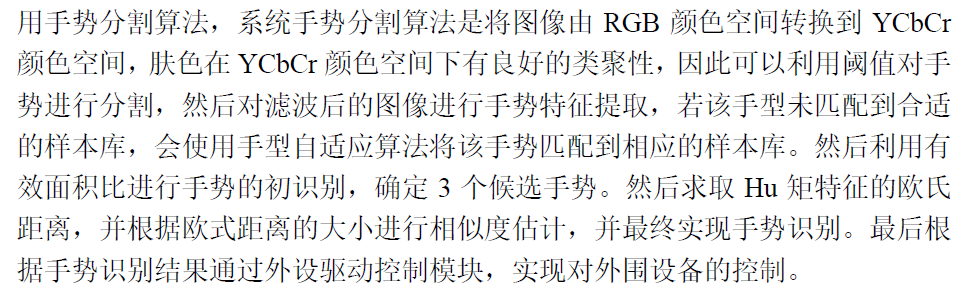 用手势分割算法，系统手势分割算法是将图像由 RGB 颜色空间转换到 YCbCr
颜色空间，肤色在 YCbCr 颜色空间下有良好的类聚性，因此可以利用阈值对手
势进行分割，然后对滤波后的图像进行手势特征提取，若该手型未匹配到合适
的样本库，会使用手型自适应算法将该手势匹配到相应的样本库。然后利用有
效面积比进行手势的初识别，确定 3 个候选手势。然后求取 Hu 矩特征的欧氏
距离，并根据欧式距离的大小进行相似度估计，并最终实现手势识别。最后根
据手势识别结果通过外设驱动控制模块，实现对外围设备的控制。